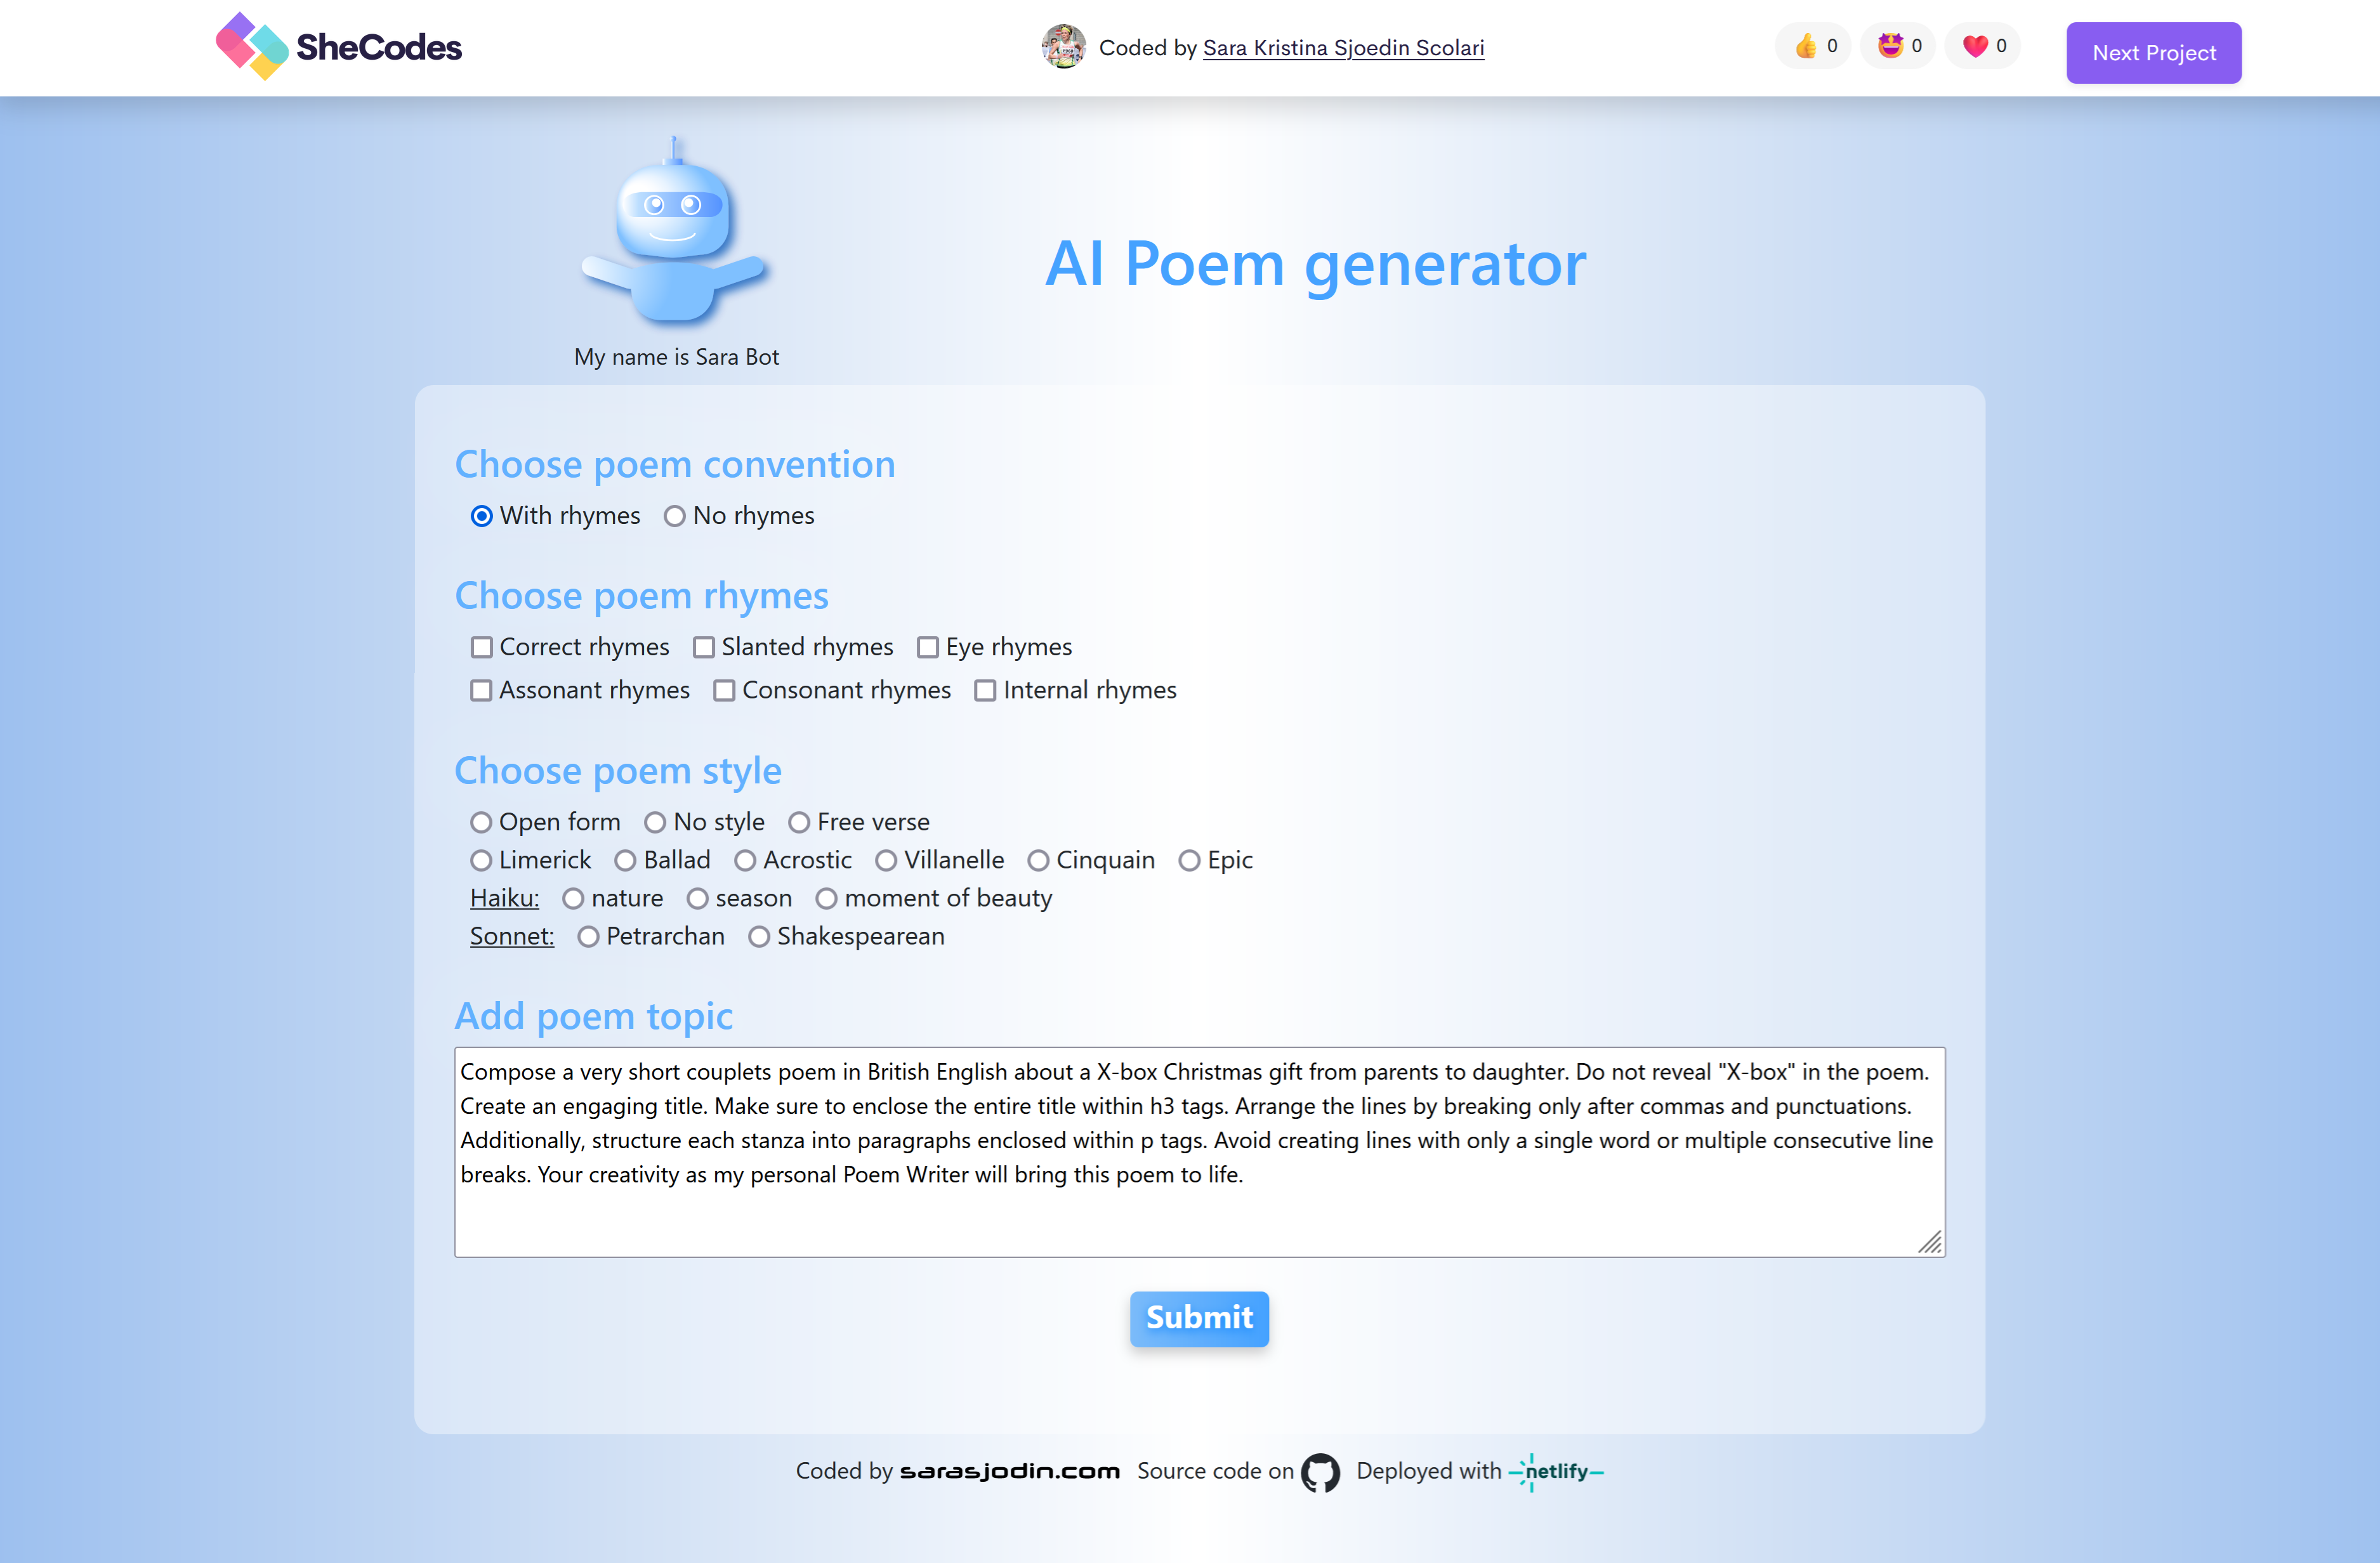 SheCodes
Coded by Sara Kristina Sjoedin Scolari
👍 0 🤩 0 ❤️ 0
Next Project
AI Poem generator
My name is Sara Bot
Choose poem convention
With rhymes No rhymes
Choose poem rhymes
Correct rhymes Slanted rhymes Eye rhymes
Assonant rhymes Consonant rhymes Internal rhymes
Choose poem style
Open form No style Free verse
Limerick Ballad Acrostic Villanelle Cinquain Epic
Haiku: nature season moment of beauty
Sonnet: Petrarchan Shakespearean
Add poem topic
Compose a very short couplets poem in British English about a X-box Christmas gift from parents to daughter. Do not reveal "X-box" in the poem.
Create an engaging title. Make sure to enclose the entire title within h3 tags. Arrange the lines by breaking only after commas and punctuations.
Additionally, structure each stanza into paragraphs enclosed within p tags. Avoid creating lines with only a single word or multiple consecutive line
breaks. Your creativity as my personal Poem Writer will bring this poem to life.
Submit
Coded by sarasjodin.com Source code on Deployed with netlify